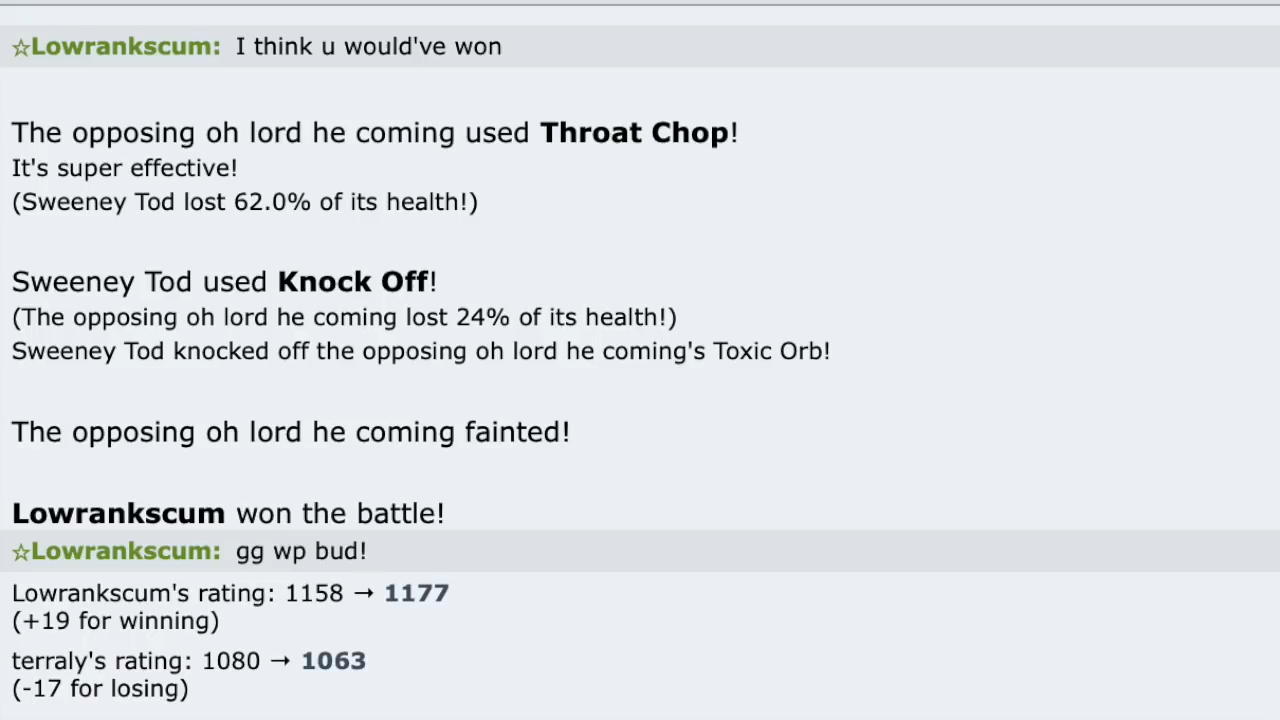 ☆Lowrankscum: I think u would've won
The opposing oh lord he coming used Throat Chop!
It's super effective!
(Sweeney Tod lost 62.0% of its health!)
Sweeney Tod used Knock Off!
(The opposing oh lord he coming lost 24% of its health!)
Sweeney Tod knocked off the opposing oh lord he coming's Toxic Orb!
The opposing oh lord he coming fainted!
Lowrankscum won the battle!
☆Lowrankscum: gg wp bud!
Lowrankscum's rating: 1158 → 1177
(+19 for winning)
terraly's rating: 1080 → 1063
(-17 for losing)